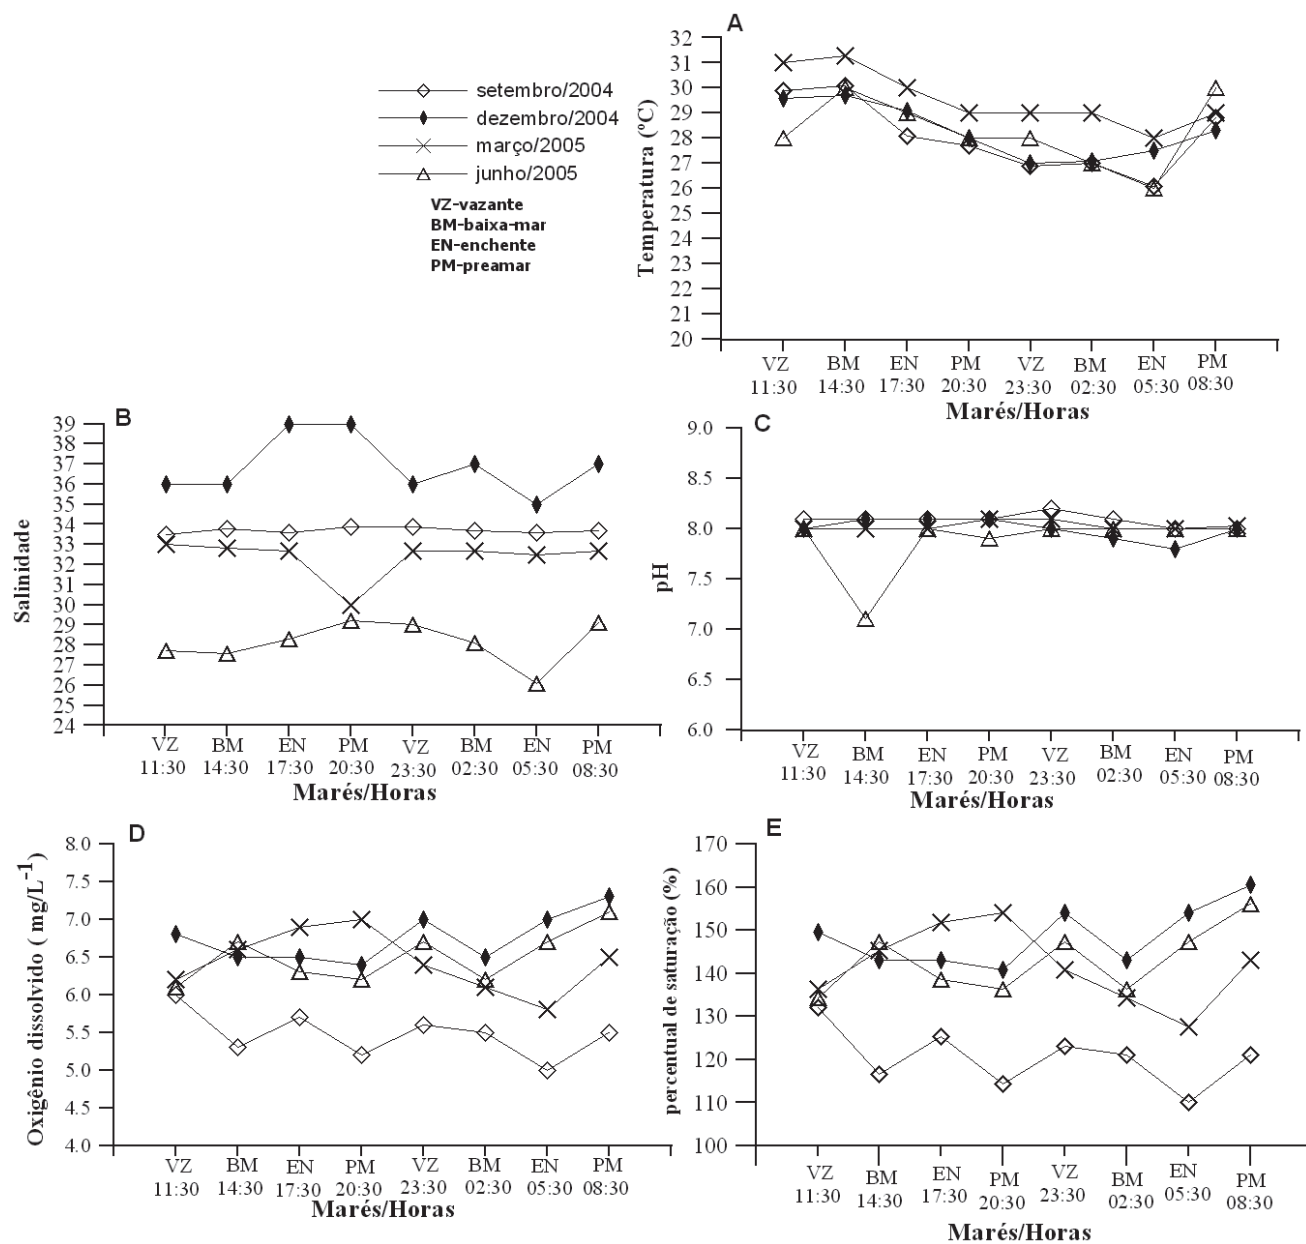 setembro/2004
dezembro/2004
março/2005
junho/2005
VZ-vazante
BM-baixa-mar
EN-enchente
PM-preamar
A
Temperatura (ºC)
32
31
30
29
28
27
26
25
24
23
22
21
20
VZ BM EN PM VZ BM EN PM
11:30 14:30 17:30 20:30 23:30 02:30 05:30 08:30
Marés/Horas
B
Salinidade
39
38
37
36
35
34
33
32
31
30
29
28
27
26
25
24
VZ BM EN PM VZ BM EN PM
11:30 14:30 17:30 20:30 23:30 02:30 05:30 08:30
Marés/Horas
C
pH
9.0
8.5
8.0
7.5
7.0
6.5
6.0
VZ BM EN PM VZ BM EN PM
11:30 14:30 17:30 20:30 23:30 02:30 05:30 08:30
Marés/Horas
D
Oxigênio dissolvido ( mg/L⁻¹)
8.0
7.5
7.0
6.5
6.0
5.5
5.0
4.5
4.0
VZ BM EN PM VZ BM EN PM
11:30 14:30 17:30 20:30 23:30 02:30 05:30 08:30
Marés/Horas
E
percentual de saturação (%)
170
160
150
140
130
120
110
100
VZ BM EN PM VZ BM EN PM
11:30 14:30 17:30 20:30 23:30 02:30 05:30 08:30
Marés/Horas